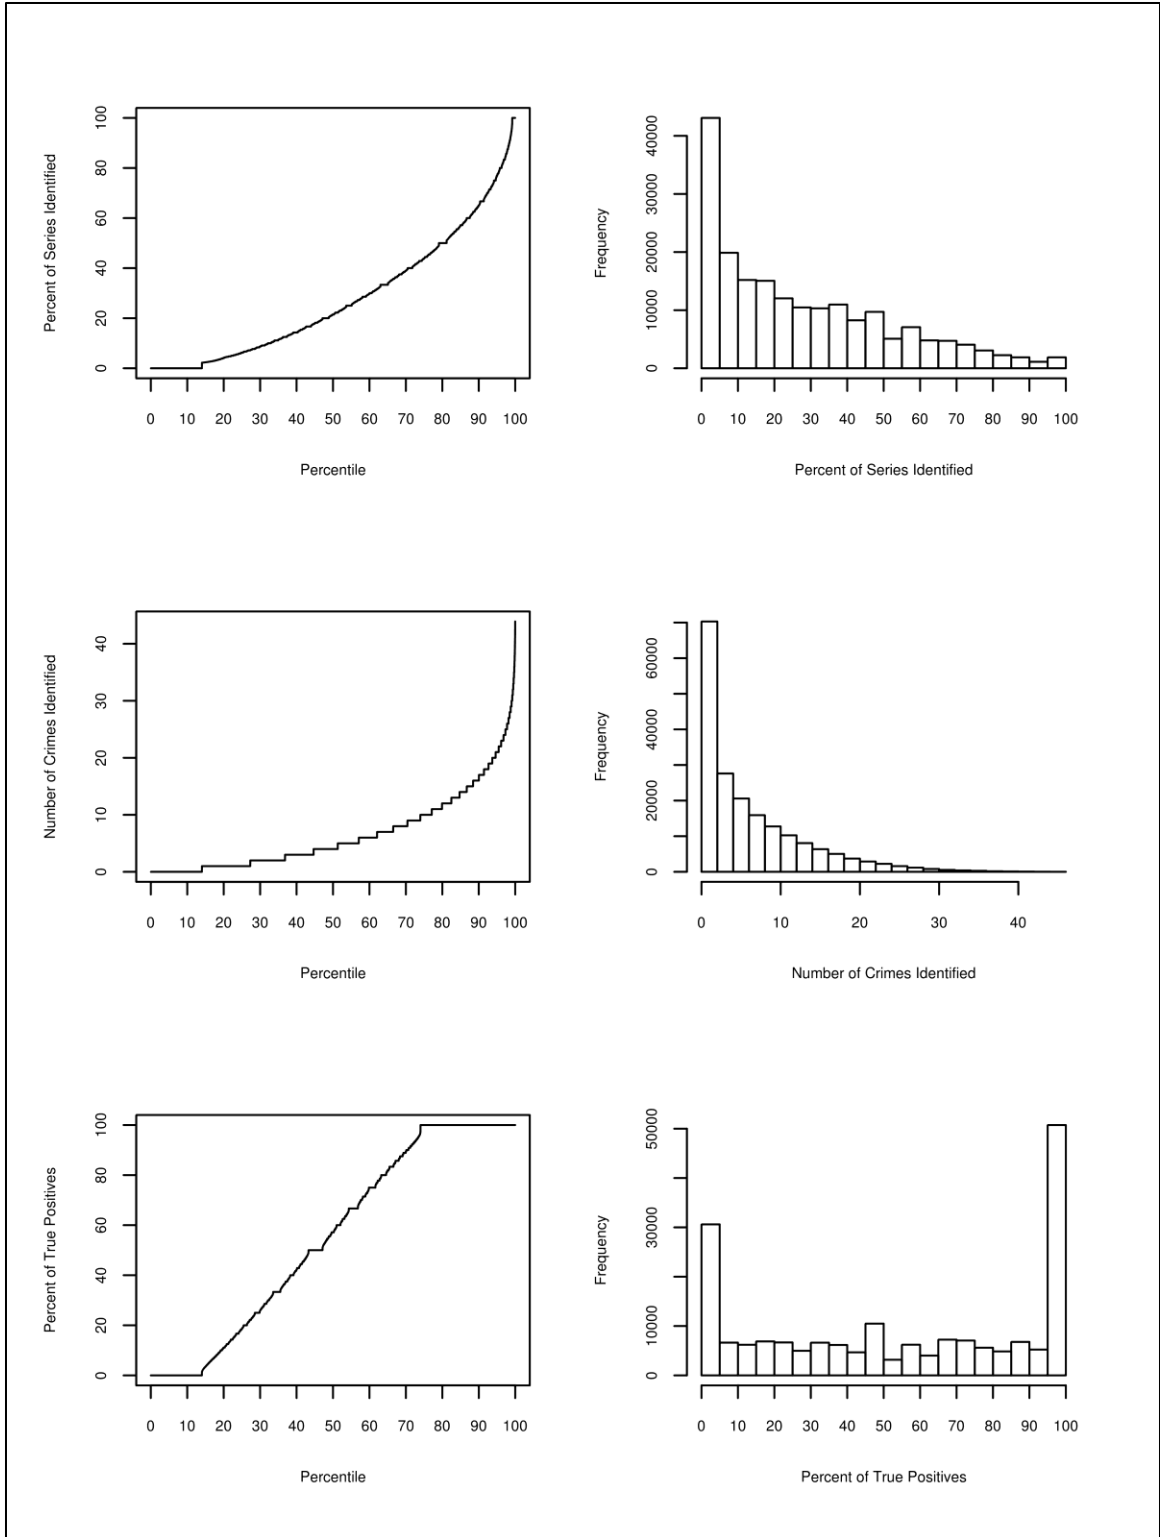 Percent of Series Identified
0 20 40 60 80 100
0 10 20 30 40 50 60 70 80 90 100
Percentile
Frequency
0 10000 20000 30000 40000
0 10 20 30 40 50 60 70 80 90 100
Percent of Series Identified
Number of Crimes Identified
0 10 20 30 40
0 10 20 30 40 50 60 70 80 90 100
Percentile
Frequency
0 20000 40000 60000
0 10 20 30 40
Number of Crimes Identified
Percent of True Positives
0 20 40 60 80 100
0 10 20 30 40 50 60 70 80 90 100
Percentile
Frequency
0 10000 30000 50000
0 10 20 30 40 50 60 70 80 90 100
Percent of True Positives